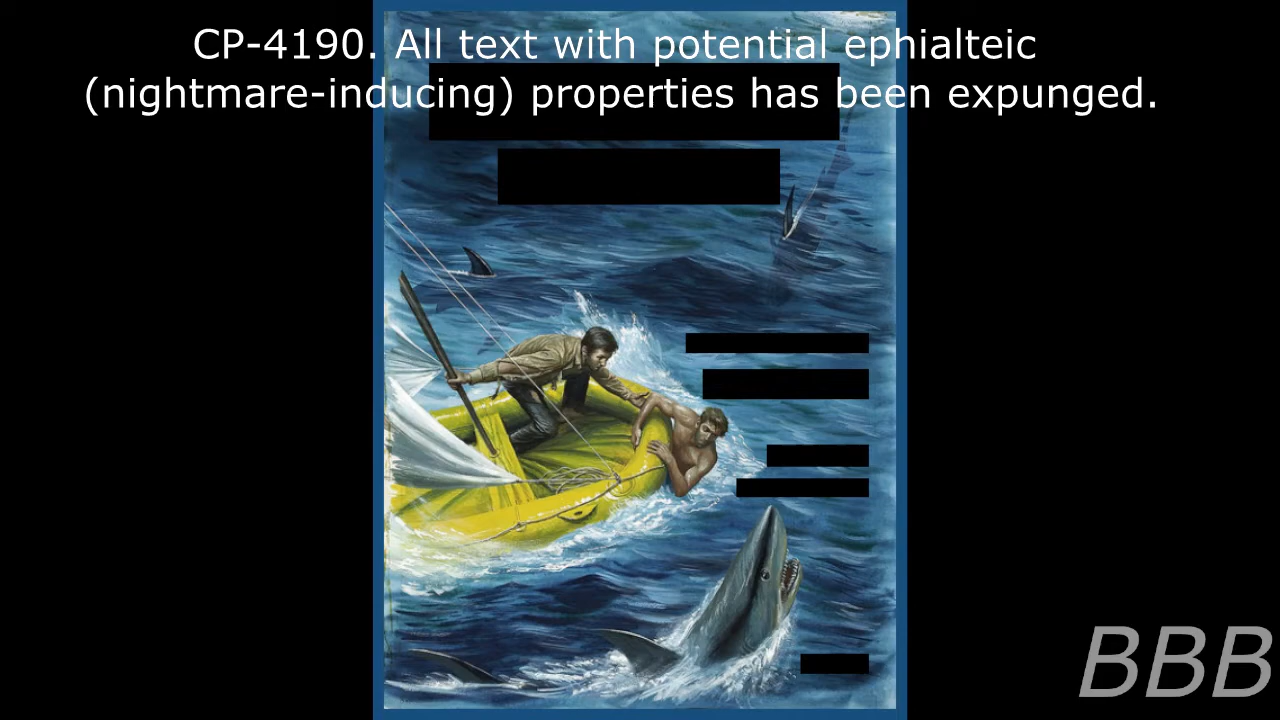 CP-4190. All text with potential ephialteic
(nightmare-inducing) properties has been expunged.
BBB